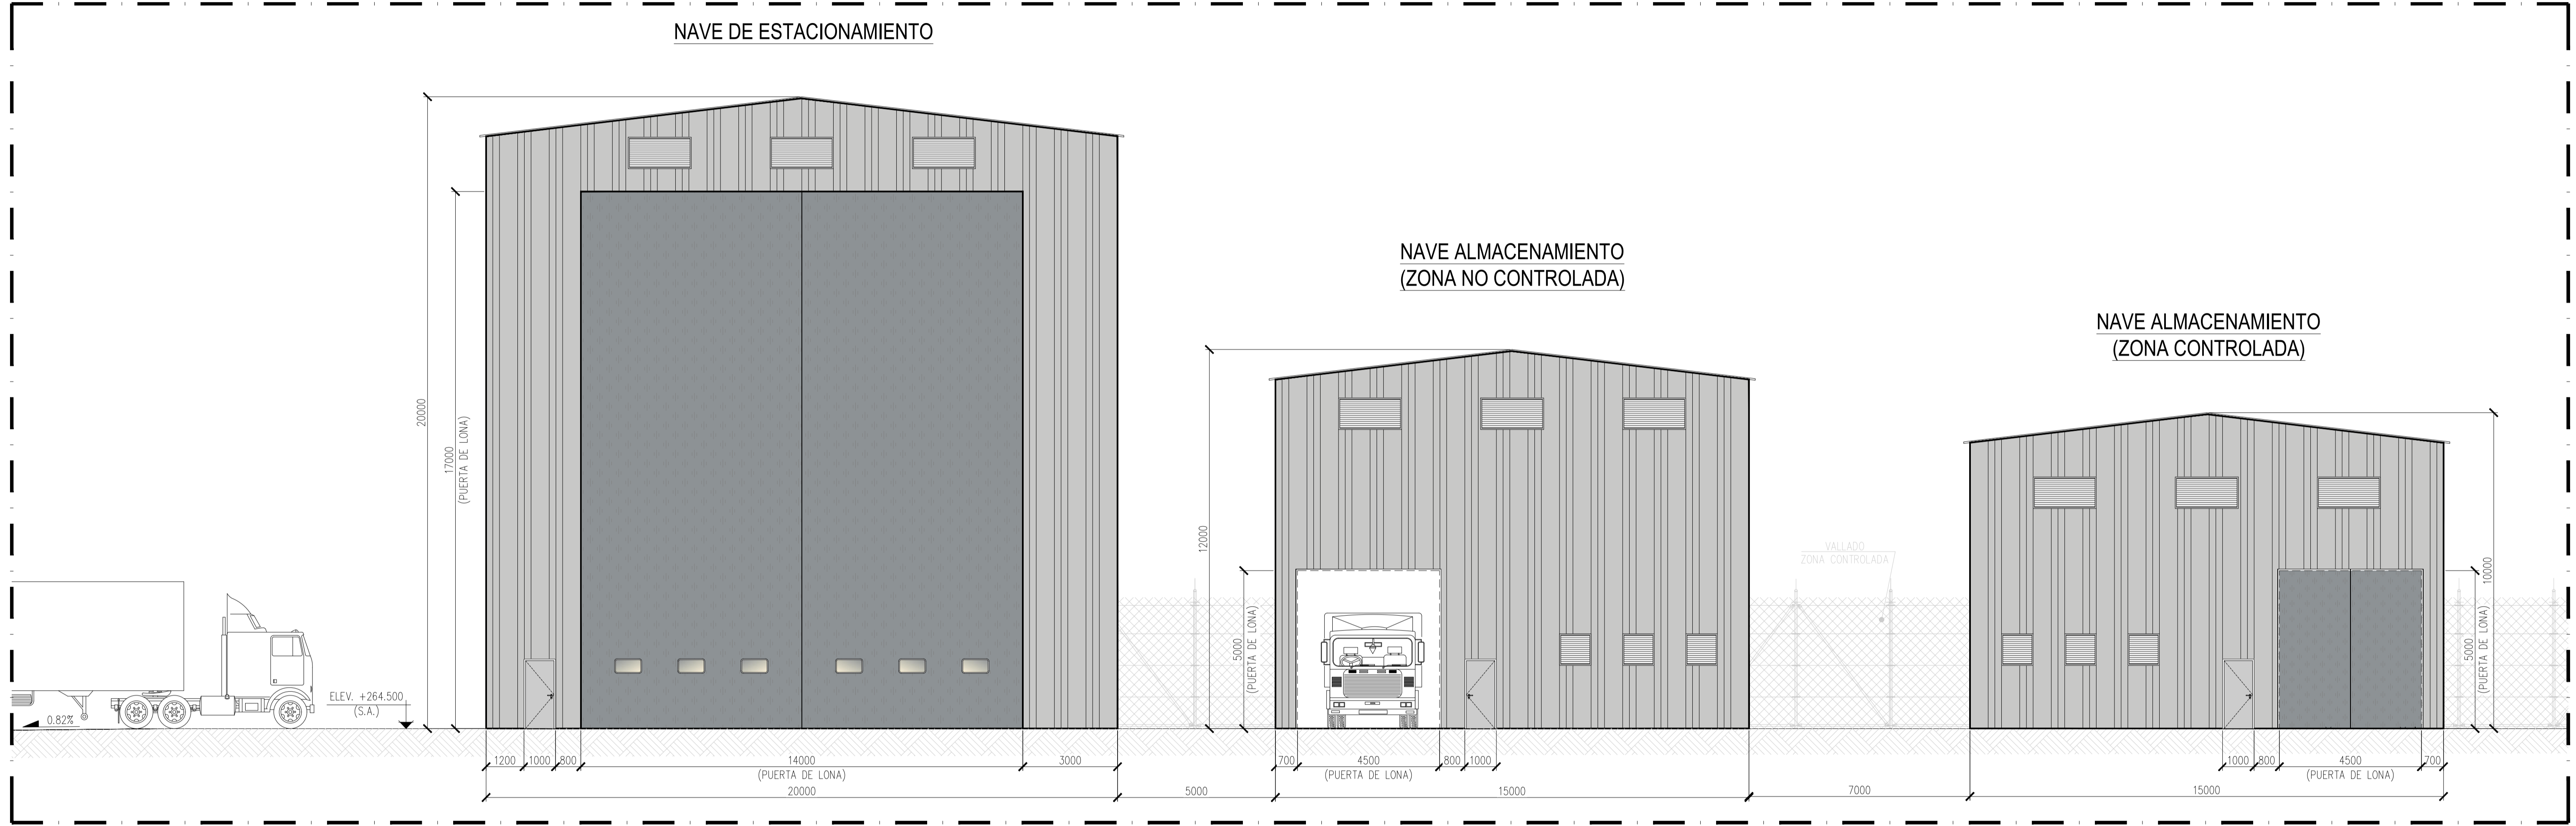 NAVE DE ESTACIONAMIENTO
NAVE ALMACENAMIENTO
(ZONA NO CONTROLADA)
NAVE ALMACENAMIENTO
(ZONA CONTROLADA)
20000
17000
(PUERTA DE LONA)
12000
5000
(PUERTA DE LONA)
VALLADO
ZONA CONTROLADA
10000
5000
(PUERTA DE LONA)
0.82%
ELEV. +264.500
(S.A.)
1200
1000
800
14000
(PUERTA DE LONA)
3000
20000
5000
700
4500
(PUERTA DE LONA)
800
1000
15000
7000
1000
800
4500
(PUERTA DE LONA)
700
15000